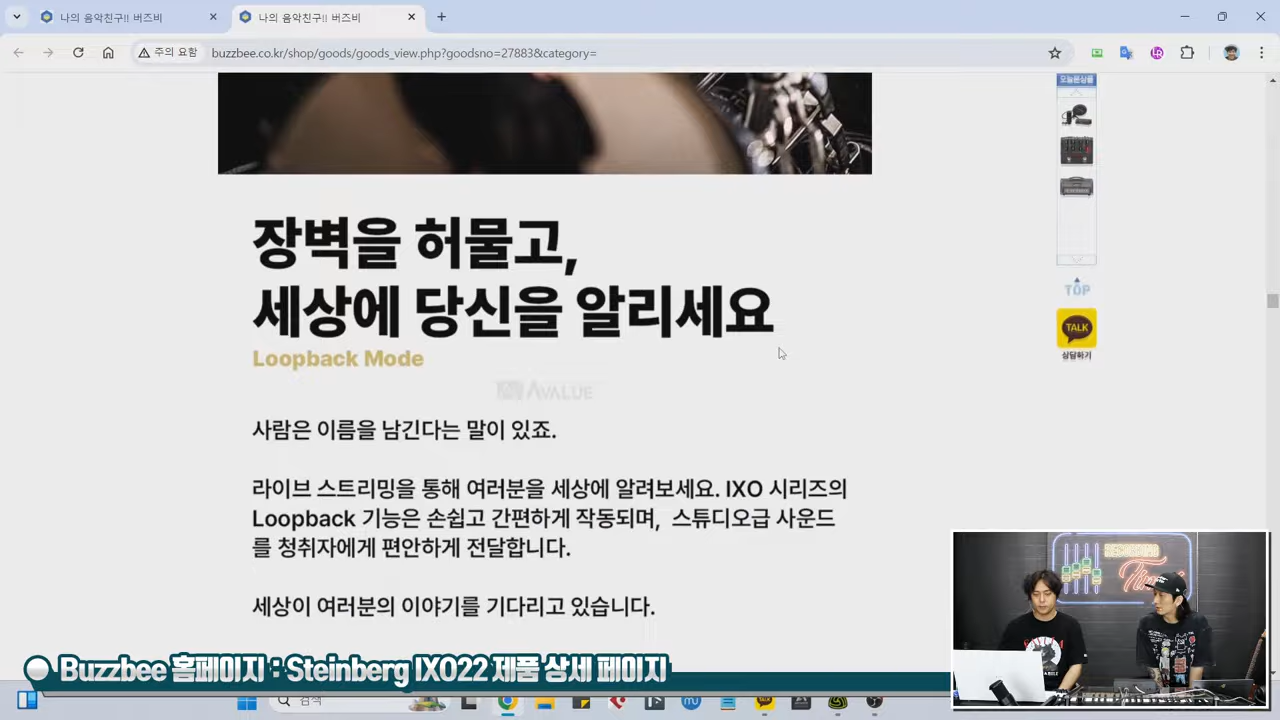 나의 음악친구!! 버즈비
나의 음악친구!! 버즈비
주의 요함
buzzbee.co.kr/shop/goods/goods_view.php?goodsno=27883&category=
장벽을 허물고,
세상에 당신을 알리세요
Loopback Mode
AVALUE
사람은 이름을 남긴다는 말이 있죠.
라이브 스트리밍을 통해 여러분을 세상에 알려보세요. IXO 시리즈의
Loopback 기능은 손쉽고 간편하게 작동되며, 스튜디오급 사운드
를 청취자에게 편안하게 전달합니다.
세상이 여러분의 이야기를 기다리고 있습니다.
오늘본상품
TOP
TALK
상담하기
RECORDING
Buzzbee 홈페이지 : Steinberg IXO22 제품 상세 페이지
검색